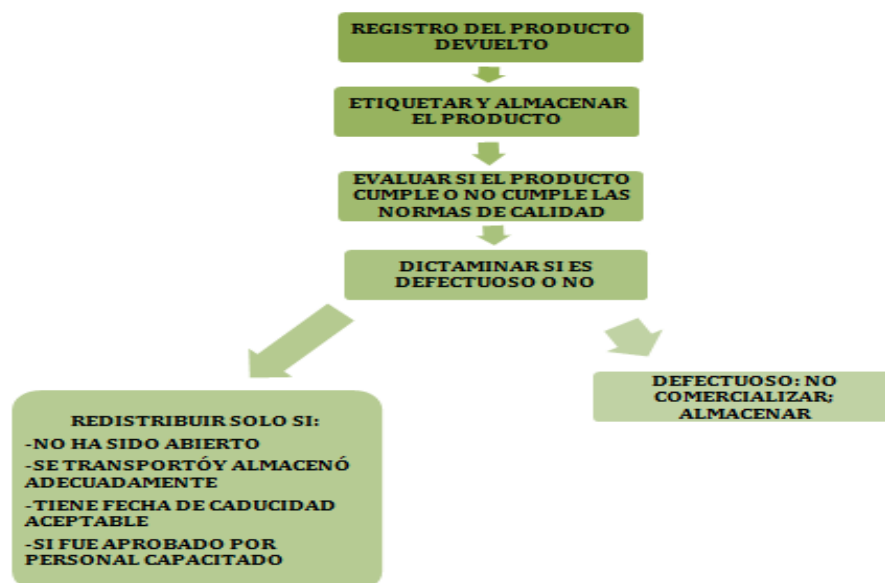 REGISTRO DEL PRODUCTO
DEVUELTO
ETIQUETAR Y ALMACENAR
EL PRODUCTO
EVALUAR SI EL PRODUCTO
CUMPLE O NO CUMPLE LAS
NORMAS DE CALIDAD
DICTAMINAR SI ES
DEFECTUOSO O NO
REDISTRIBUIR SOLO SI:
-NO HA SIDO ABIERTO
-SE TRANSPORTÓY ALMACENÓ
ADECUADAMENTE
-TIENE FECHA DE CADUCIDAD
ACEPTABLE
-SI FUE APROBADO POR
PERSONAL CAPACITADO
DEFECTUOSO: NO
COMERCIALIZAR;
ALMACENAR